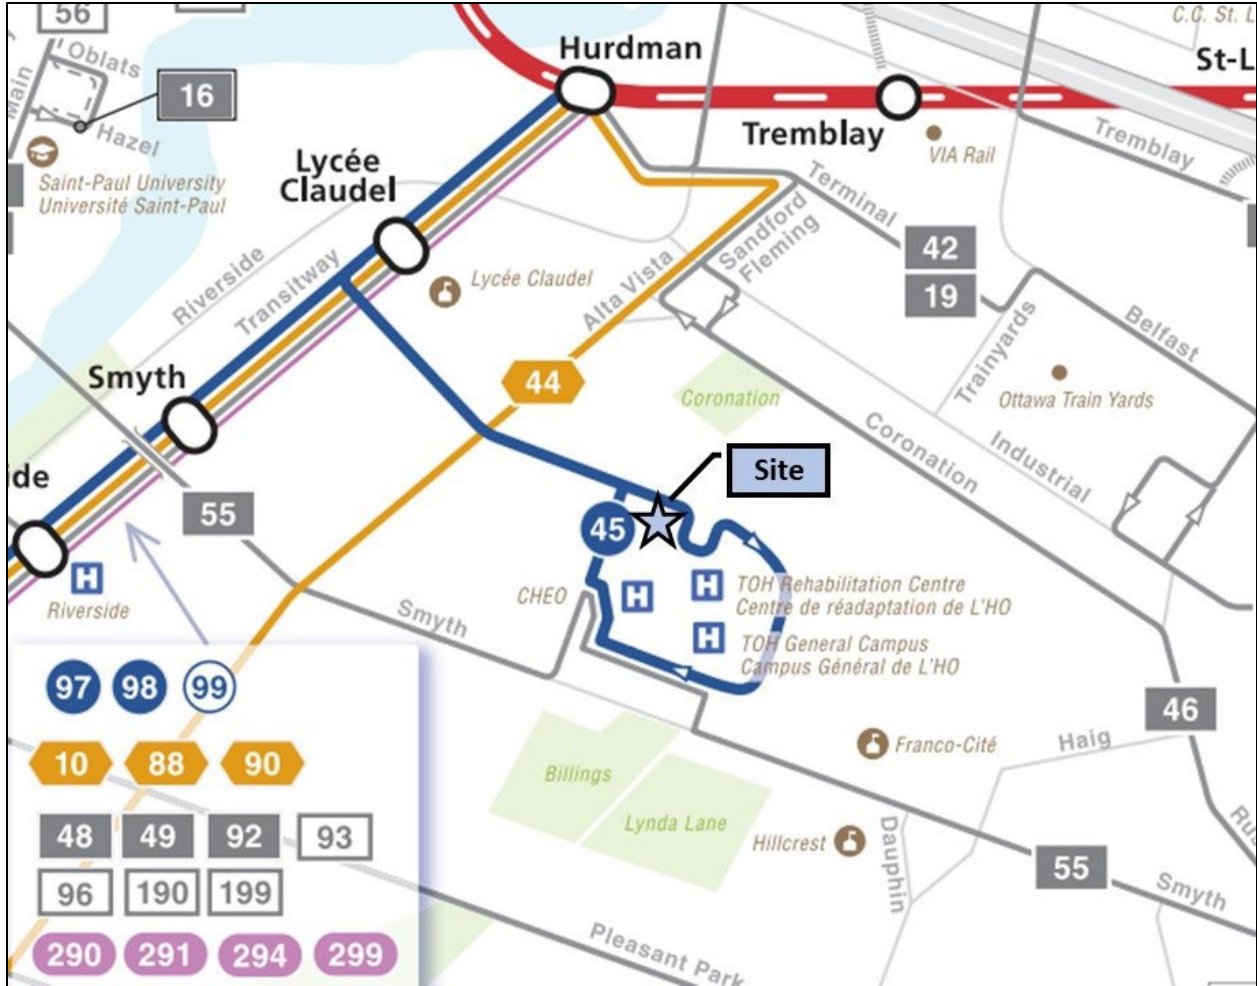 56
C.C. St. L
Oblats
Main
16
Hazel
Saint-Paul University
Université Saint-Paul
Hurdman
St-L
Tremblay
VIA Rail
Tremblay
Lycée
Claudel
Lycée Claudel
Riverside
Transitway
Alta Vista
Sandford
Fleming
Terminal
42
19
Belfast
Trainyards
Ottawa Train Yards
Smyth
44
Coronation
Coronation
Industrial
ide
55
Site
45
H
Riverside
CHEO
H
H
TOH Rehabilitation Centre
Centre de réadaptation de L'HO
H
TOH General Campus
Campus Général de L'HO
Smyth
46
97 98 99
10 88 90
48 49 92 93
96 190 199
290 291 294 299
Franco-Cité
Haig
Billings
Lynda Lane
Hillcrest
Dauphin
55
Smyth
Rus
Pleasant Park